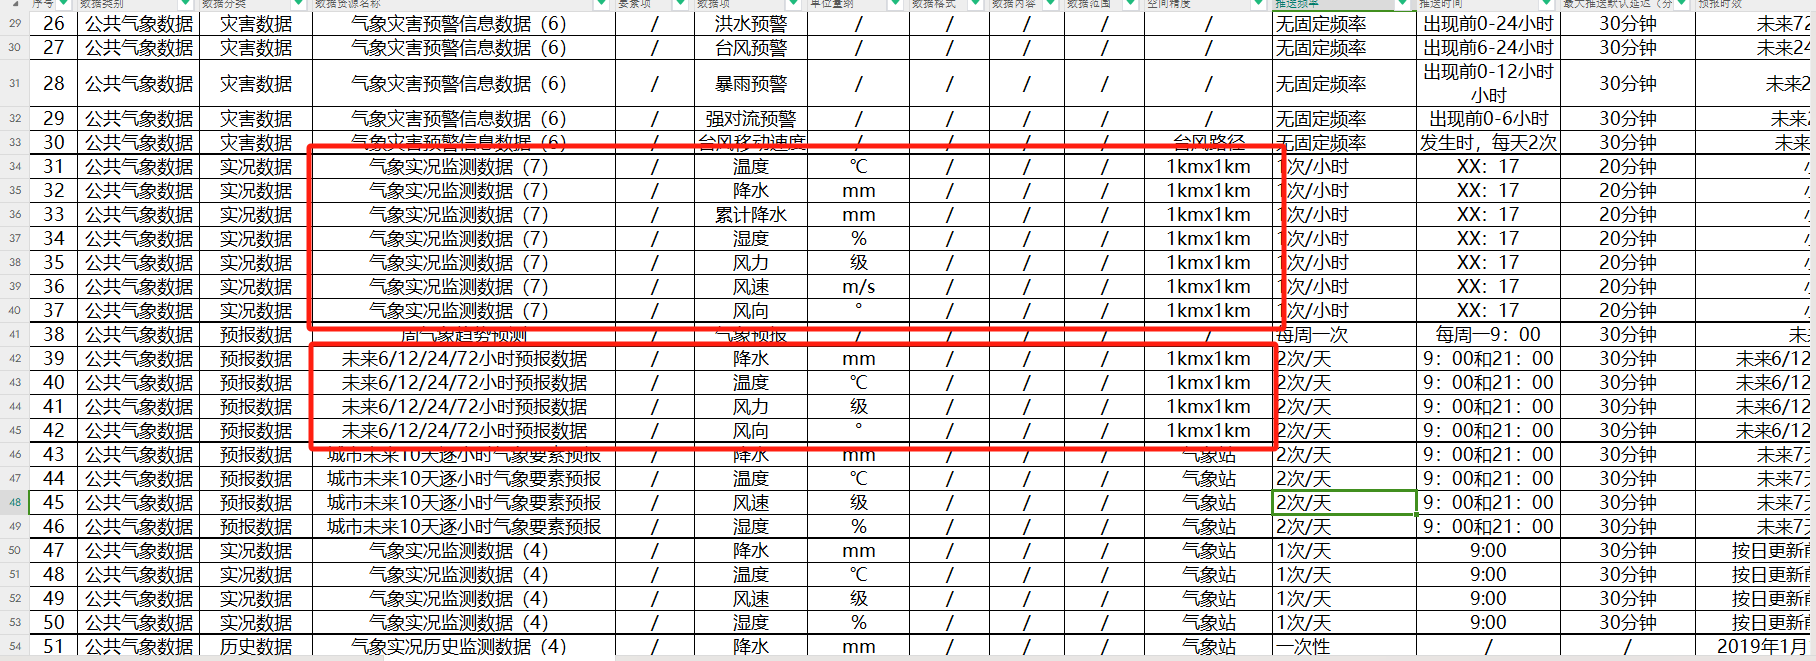 序号 数据类别 数据分类 数据资源名称 要素项 数据项 单位量纲 数据格式 数据内容 数据范围 空间精度 推送频率 推送时间 最大推送默认延迟（分 预报时效
29 26 公共气象数据 灾害数据 气象灾害预警信息数据（6） / 洪水预警 / / / / / 无固定频率 出现前0-24小时 30分钟 未来72
30 27 公共气象数据 灾害数据 气象灾害预警信息数据（6） / 台风预警 / / / / / 无固定频率 出现前6-24小时 30分钟 未来24
31 28 公共气象数据 灾害数据 气象灾害预警信息数据（6） / 暴雨预警 / / / / / 无固定频率 出现前0-12小时 30分钟 未来2
小时
32 29 公共气象数据 灾害数据 气象灾害预警信息数据（6） / 强对流预警 / / / / / 无固定频率 出现前0-6小时 30分钟 未来
33 30 公共气象数据 灾害数据 气象灾害预警信息数据（6） / 台风移动速度 / / / / 台风路径 无固定频率 发生时，每天2次 30分钟 未来
34 31 公共气象数据 实况数据 气象实况监测数据（7） / 温度 ℃ / / / 1kmx1km 1次/小时 XX：17 20分钟
35 32 公共气象数据 实况数据 气象实况监测数据（7） / 降水 mm / / / 1kmx1km 1次/小时 XX：17 20分钟
36 33 公共气象数据 实况数据 气象实况监测数据（7） / 累计降水 mm / / / 1kmx1km 1次/小时 XX：17 20分钟
37 34 公共气象数据 实况数据 气象实况监测数据（7） / 湿度 % / / / 1kmx1km 1次/小时 XX：17 20分钟
38 35 公共气象数据 实况数据 气象实况监测数据（7） / 风力 级 / / / 1kmx1km 1次/小时 XX：17 20分钟
39 36 公共气象数据 实况数据 气象实况监测数据（7） / 风速 m/s / / / 1kmx1km 1次/小时 XX：17 20分钟
40 37 公共气象数据 实况数据 气象实况监测数据（7） / 风向 ° / / / 1kmx1km 1次/小时 XX：17 20分钟
41 38 公共气象数据 预报数据 周气象趋势预测 / 气象预报 / / / / / 每周一次 每周一9：00 30分钟 未来
42 39 公共气象数据 预报数据 未来6/12/24/72小时预报数据 / 降水 mm / / / 1kmx1km 2次/天 9：00和21：00 30分钟 未来6/12
43 40 公共气象数据 预报数据 未来6/12/24/72小时预报数据 / 温度 ℃ / / / 1kmx1km 2次/天 9：00和21：00 30分钟 未来6/12
44 41 公共气象数据 预报数据 未来6/12/24/72小时预报数据 / 风力 级 / / / 1kmx1km 2次/天 9：00和21：00 30分钟 未来6/12
45 42 公共气象数据 预报数据 未来6/12/24/72小时预报数据 / 风向 ° / / / 1kmx1km 2次/天 9：00和21：00 30分钟 未来6/12
46 43 公共气象数据 预报数据 城市未来10天逐小时气象要素预报 / 降水 mm / / / 气象站 2次/天 9：00和21：00 30分钟 未来7天
47 44 公共气象数据 预报数据 城市未来10天逐小时气象要素预报 / 温度 ℃ / / / 气象站 2次/天 9：00和21：00 30分钟 未来7天
48 45 公共气象数据 预报数据 城市未来10天逐小时气象要素预报 / 风速 级 / / / 气象站 2次/天 9：00和21：00 30分钟 未来7天
49 46 公共气象数据 预报数据 城市未来10天逐小时气象要素预报 / 湿度 % / / / 气象站 2次/天 9：00和21：00 30分钟 未来7天
50 47 公共气象数据 实况数据 气象实况监测数据（4） / 降水 mm / / / 气象站 1次/天 9:00 30分钟 按日更新前
51 48 公共气象数据 实况数据 气象实况监测数据（4） / 温度 ℃ / / / 气象站 1次/天 9:00 30分钟 按日更新前
52 49 公共气象数据 实况数据 气象实况监测数据（4） / 风速 级 / / / 气象站 1次/天 9:00 30分钟 按日更新前
53 50 公共气象数据 实况数据 气象实况监测数据（4） / 湿度 % / / / 气象站 1次/天 9:00 30分钟 按日更新前
54 51 公共气象数据 历史数据 气象实况历史监测数据（4） / 降水 mm / / / 气象站 一次性 / / 2019年1月